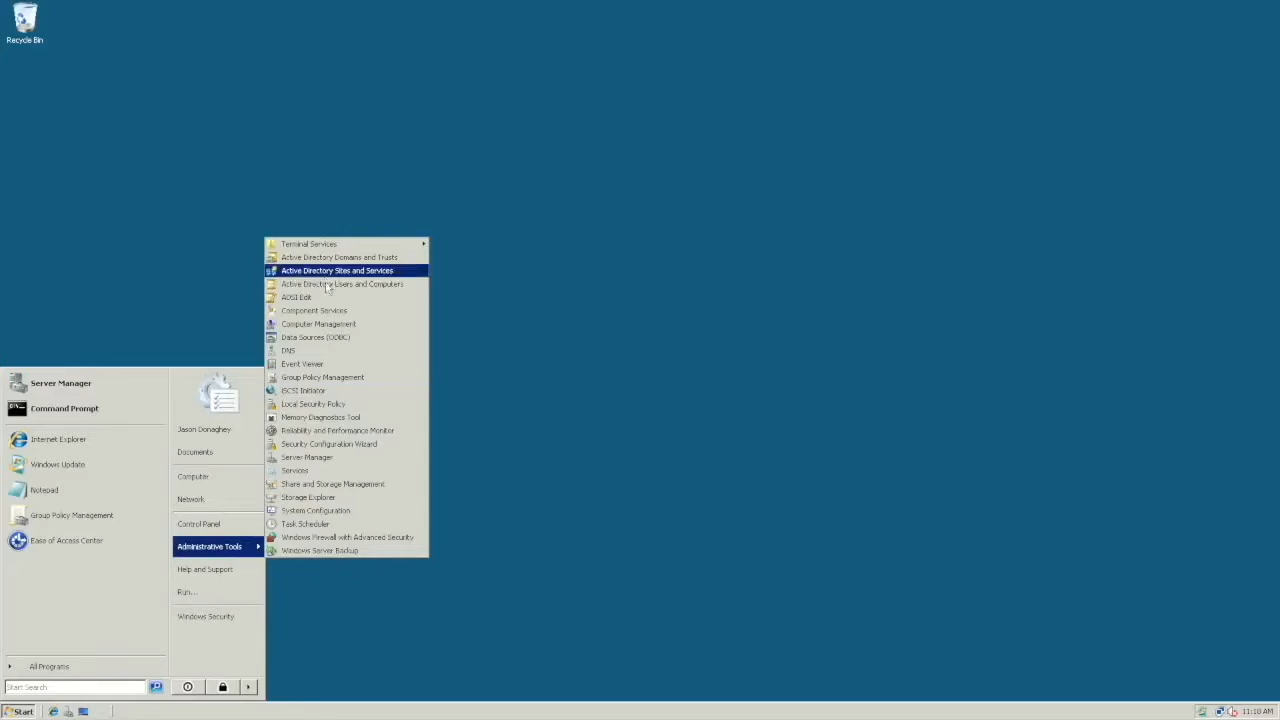 Recycle Bin
Terminal Services
Active Directory Domains and Trusts
Active Directory Sites and Services
Active Directory Users and Computers
ADSI Edit
Component Services
Computer Management
Data Sources (ODBC)
DNS
Event Viewer
Group Policy Management
iSCSI Initiator
Local Security Policy
Memory Diagnostics Tool
Reliability and Performance Monitor
Security Configuration Wizard
Server Manager
Services
Share and Storage Management
Storage Explorer
System Configuration
Task Scheduler
Windows Firewall with Advanced Security
Windows Server Backup
Server Manager
Command Prompt
Internet Explorer
Windows Update
Notepad
Group Policy Management
Ease of Access Center
All Programs
Start Search
Jason Donaghey
Documents
Computer
Network
Control Panel
Administrative Tools
Help and Support
Run...
Windows Security
Start
11:18 AM